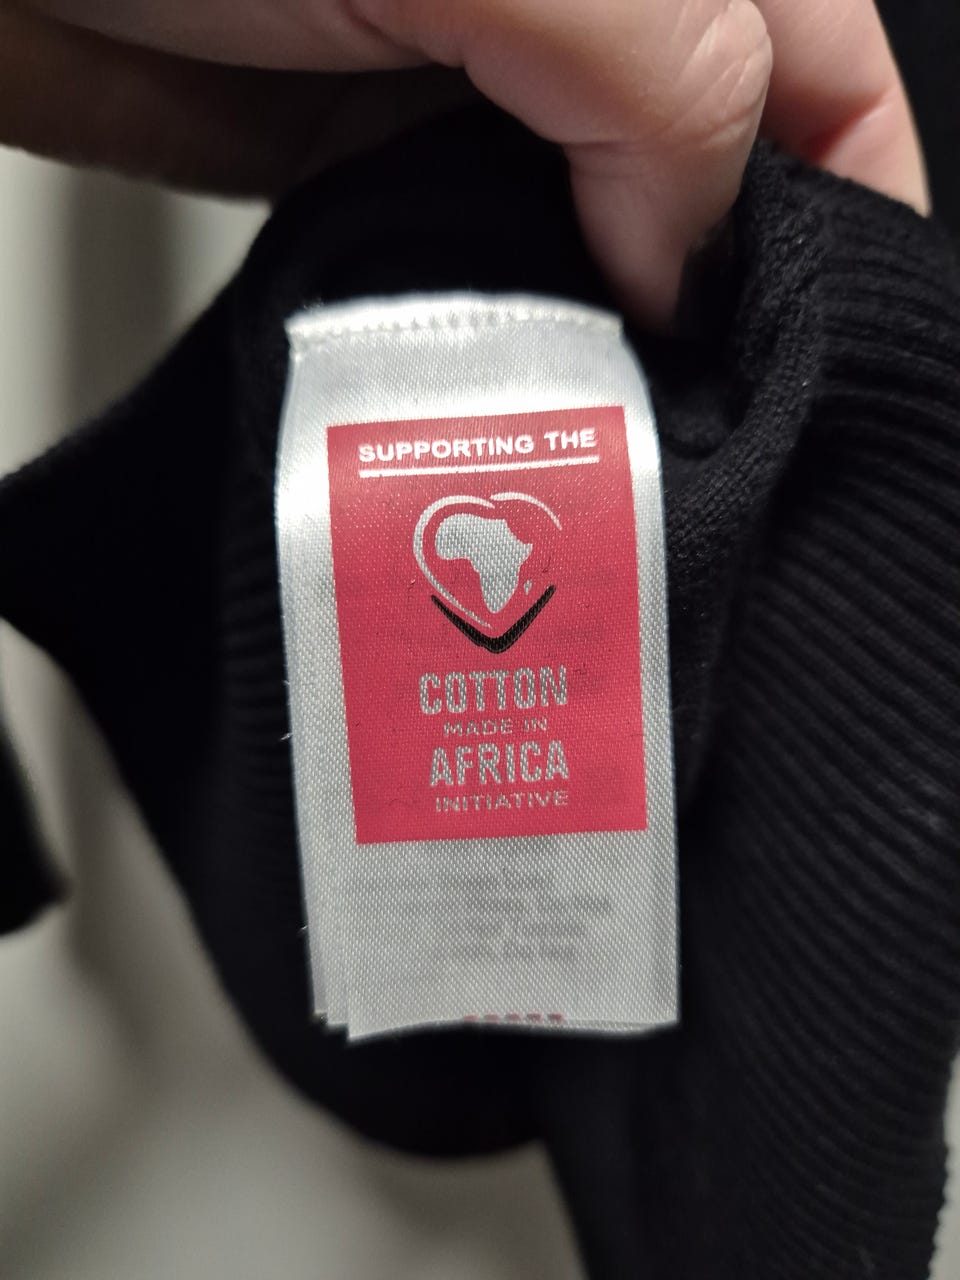 SUPPORTING THE
COTTON
MADE IN
AFRICA
INITIATIVE